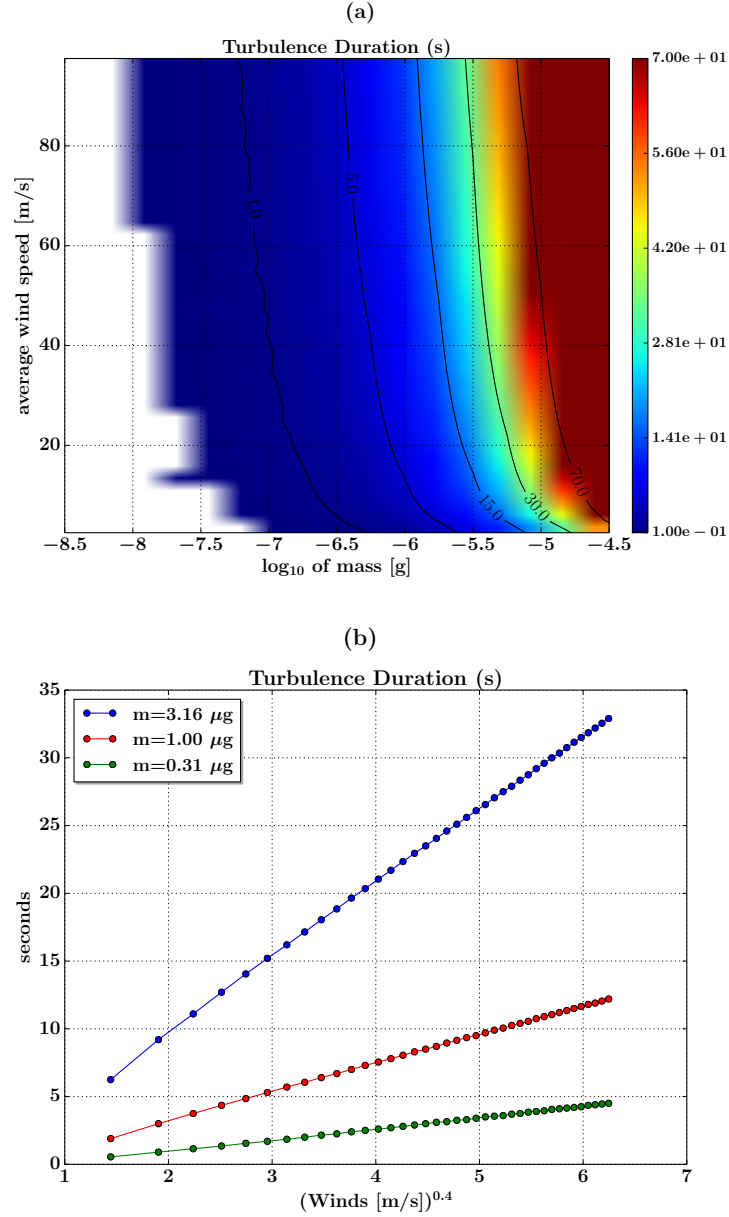 (a)
Turbulence Duration (s)
80
60
40
20
average wind speed [m/s]
1.0
5.0
15.0
30.0
70.0
−8.5 −8 −7.5 −7 −6.5 −6 −5.5 −5 −4.5
log₁₀ of mass [g]
7.00e + 01
5.60e + 01
4.20e + 01
2.81e + 01
1.41e + 01
1.00e − 01
(b)
Turbulence Duration (s)
35
30
25
20
15
10
5
0
seconds
m=3.16 μg
m=1.00 μg
m=0.31 μg
1 2 3 4 5 6 7
(Winds [m/s])⁰·⁴